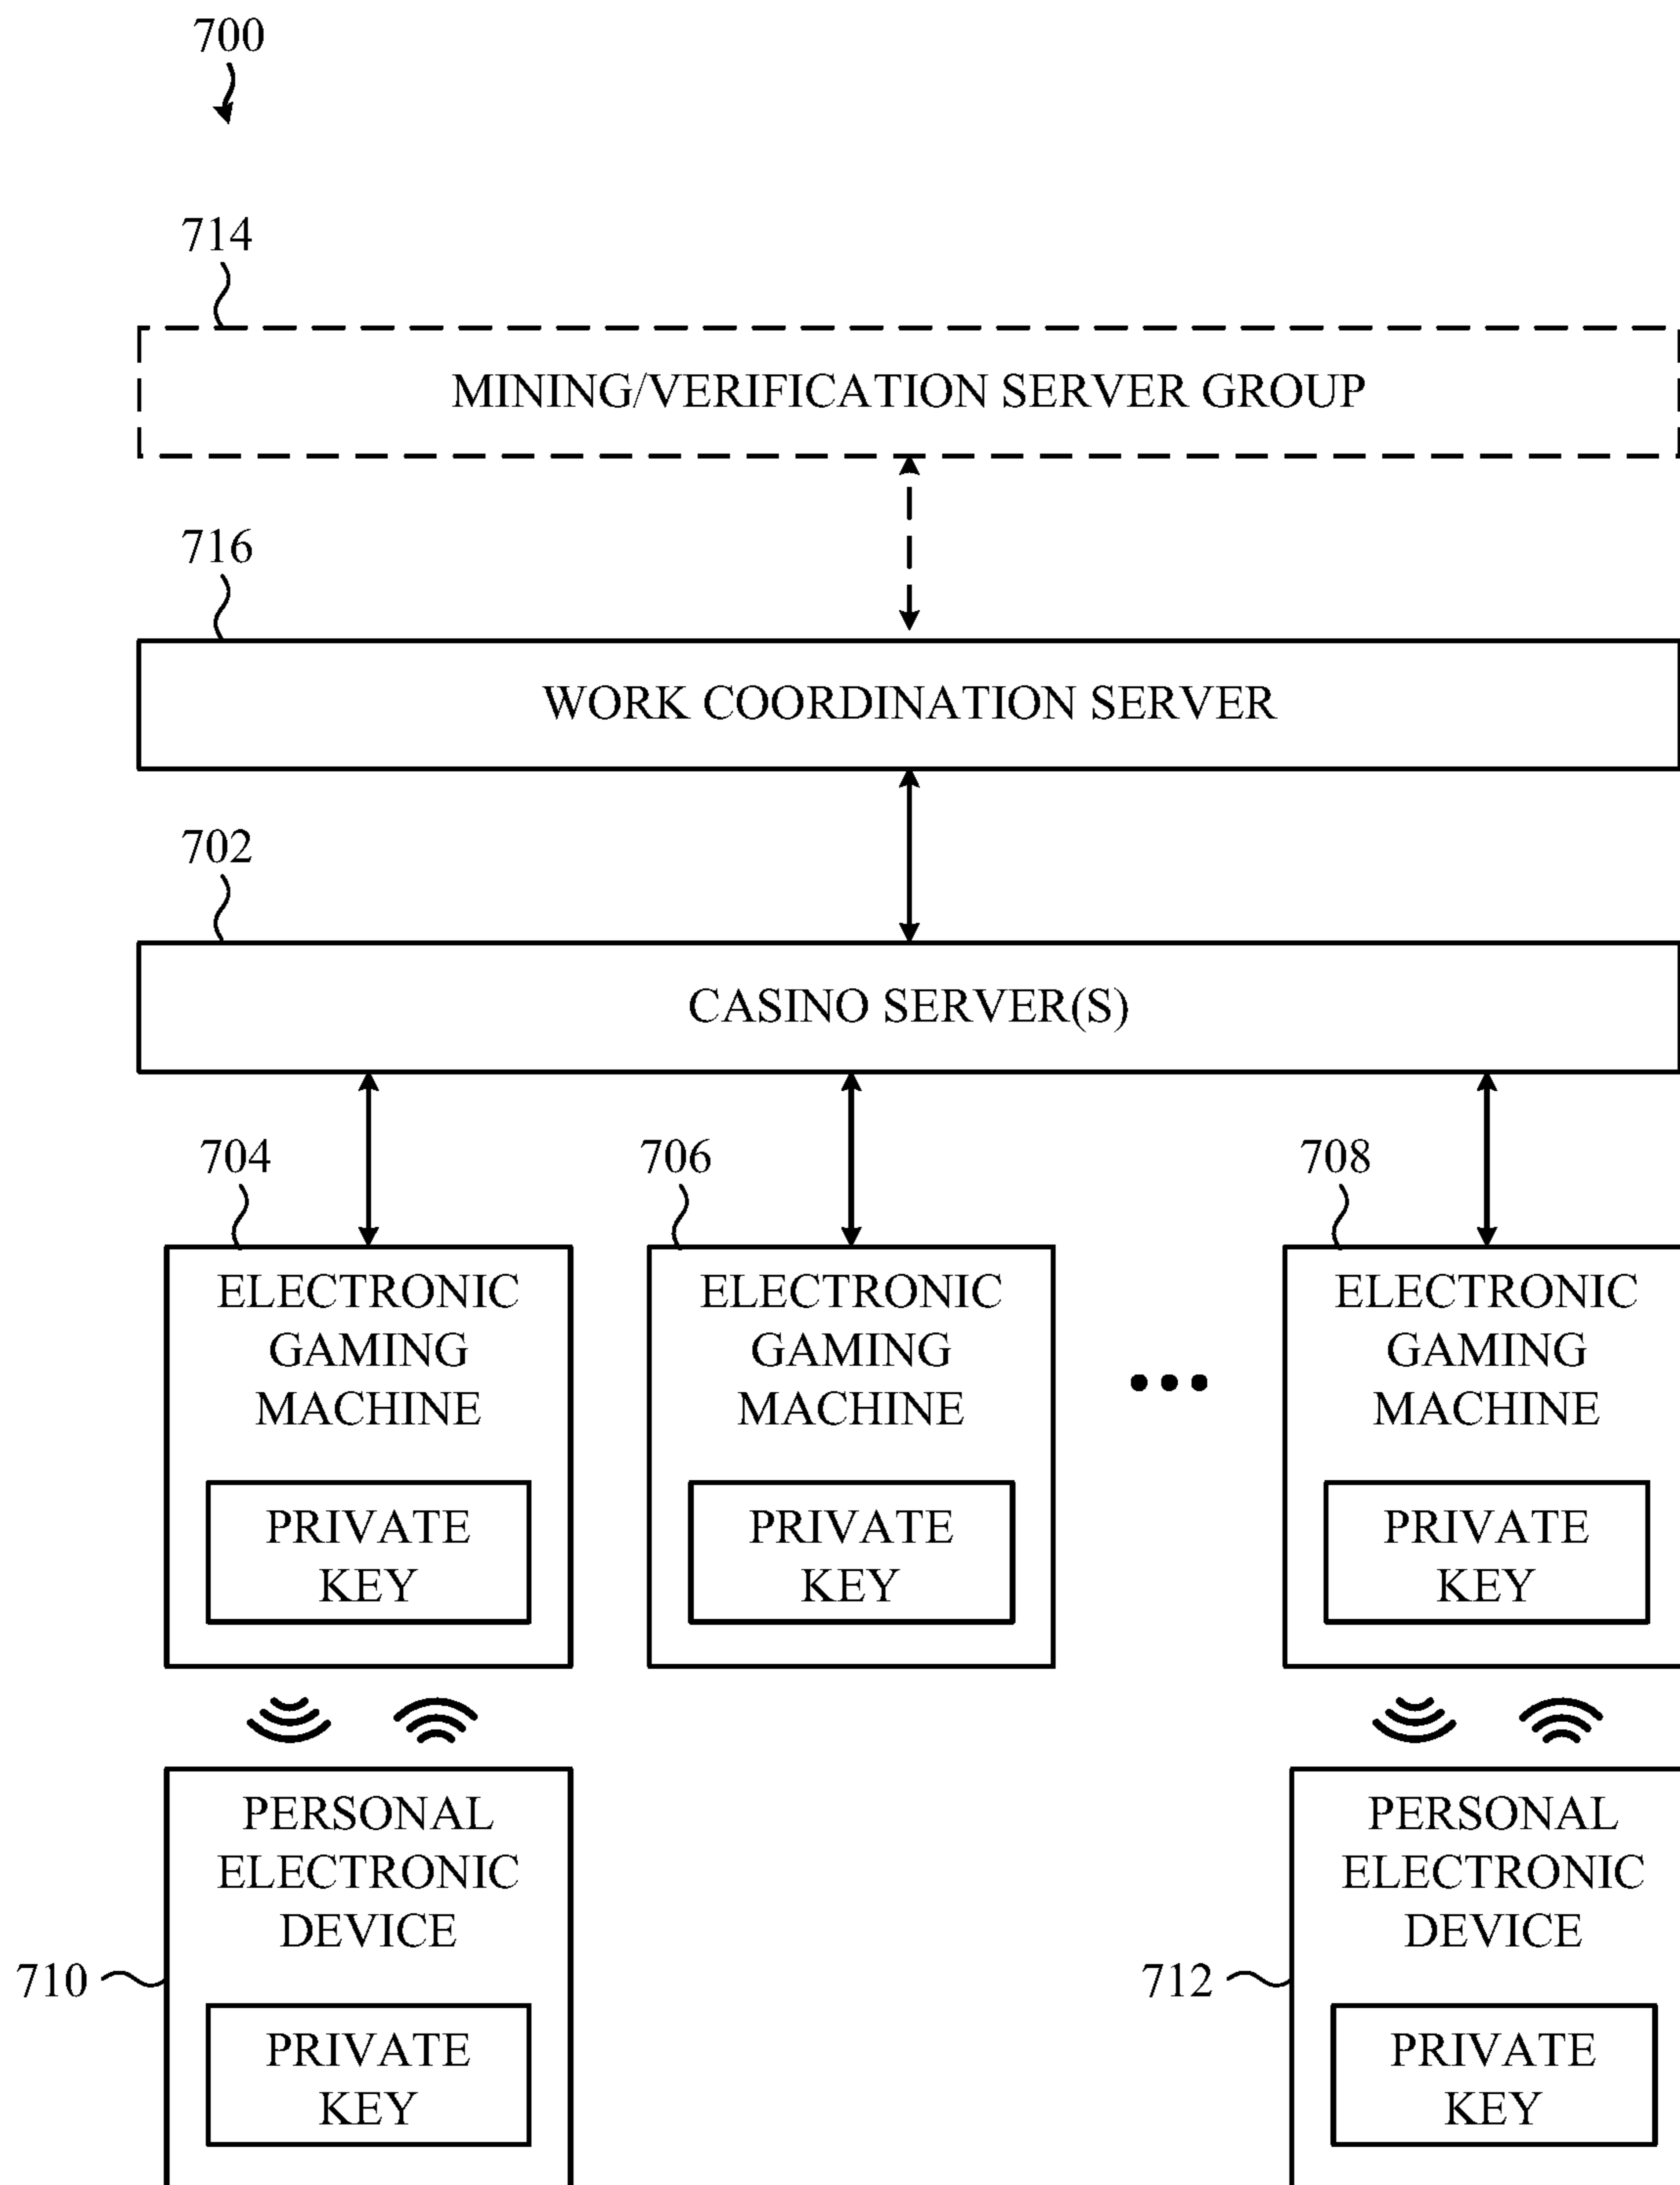 700
714
MINING/VERIFICATION SERVER GROUP
716
WORK COORDINATION SERVER
702
CASINO SERVER(S)
704
706
708
ELECTRONIC
GAMING
MACHINE
PRIVATE
KEY
ELECTRONIC
GAMING
MACHINE
PRIVATE
KEY
ELECTRONIC
GAMING
MACHINE
PRIVATE
KEY
PERSONAL
ELECTRONIC
DEVICE
710
PRIVATE
KEY
PERSONAL
ELECTRONIC
DEVICE
712
PRIVATE
KEY